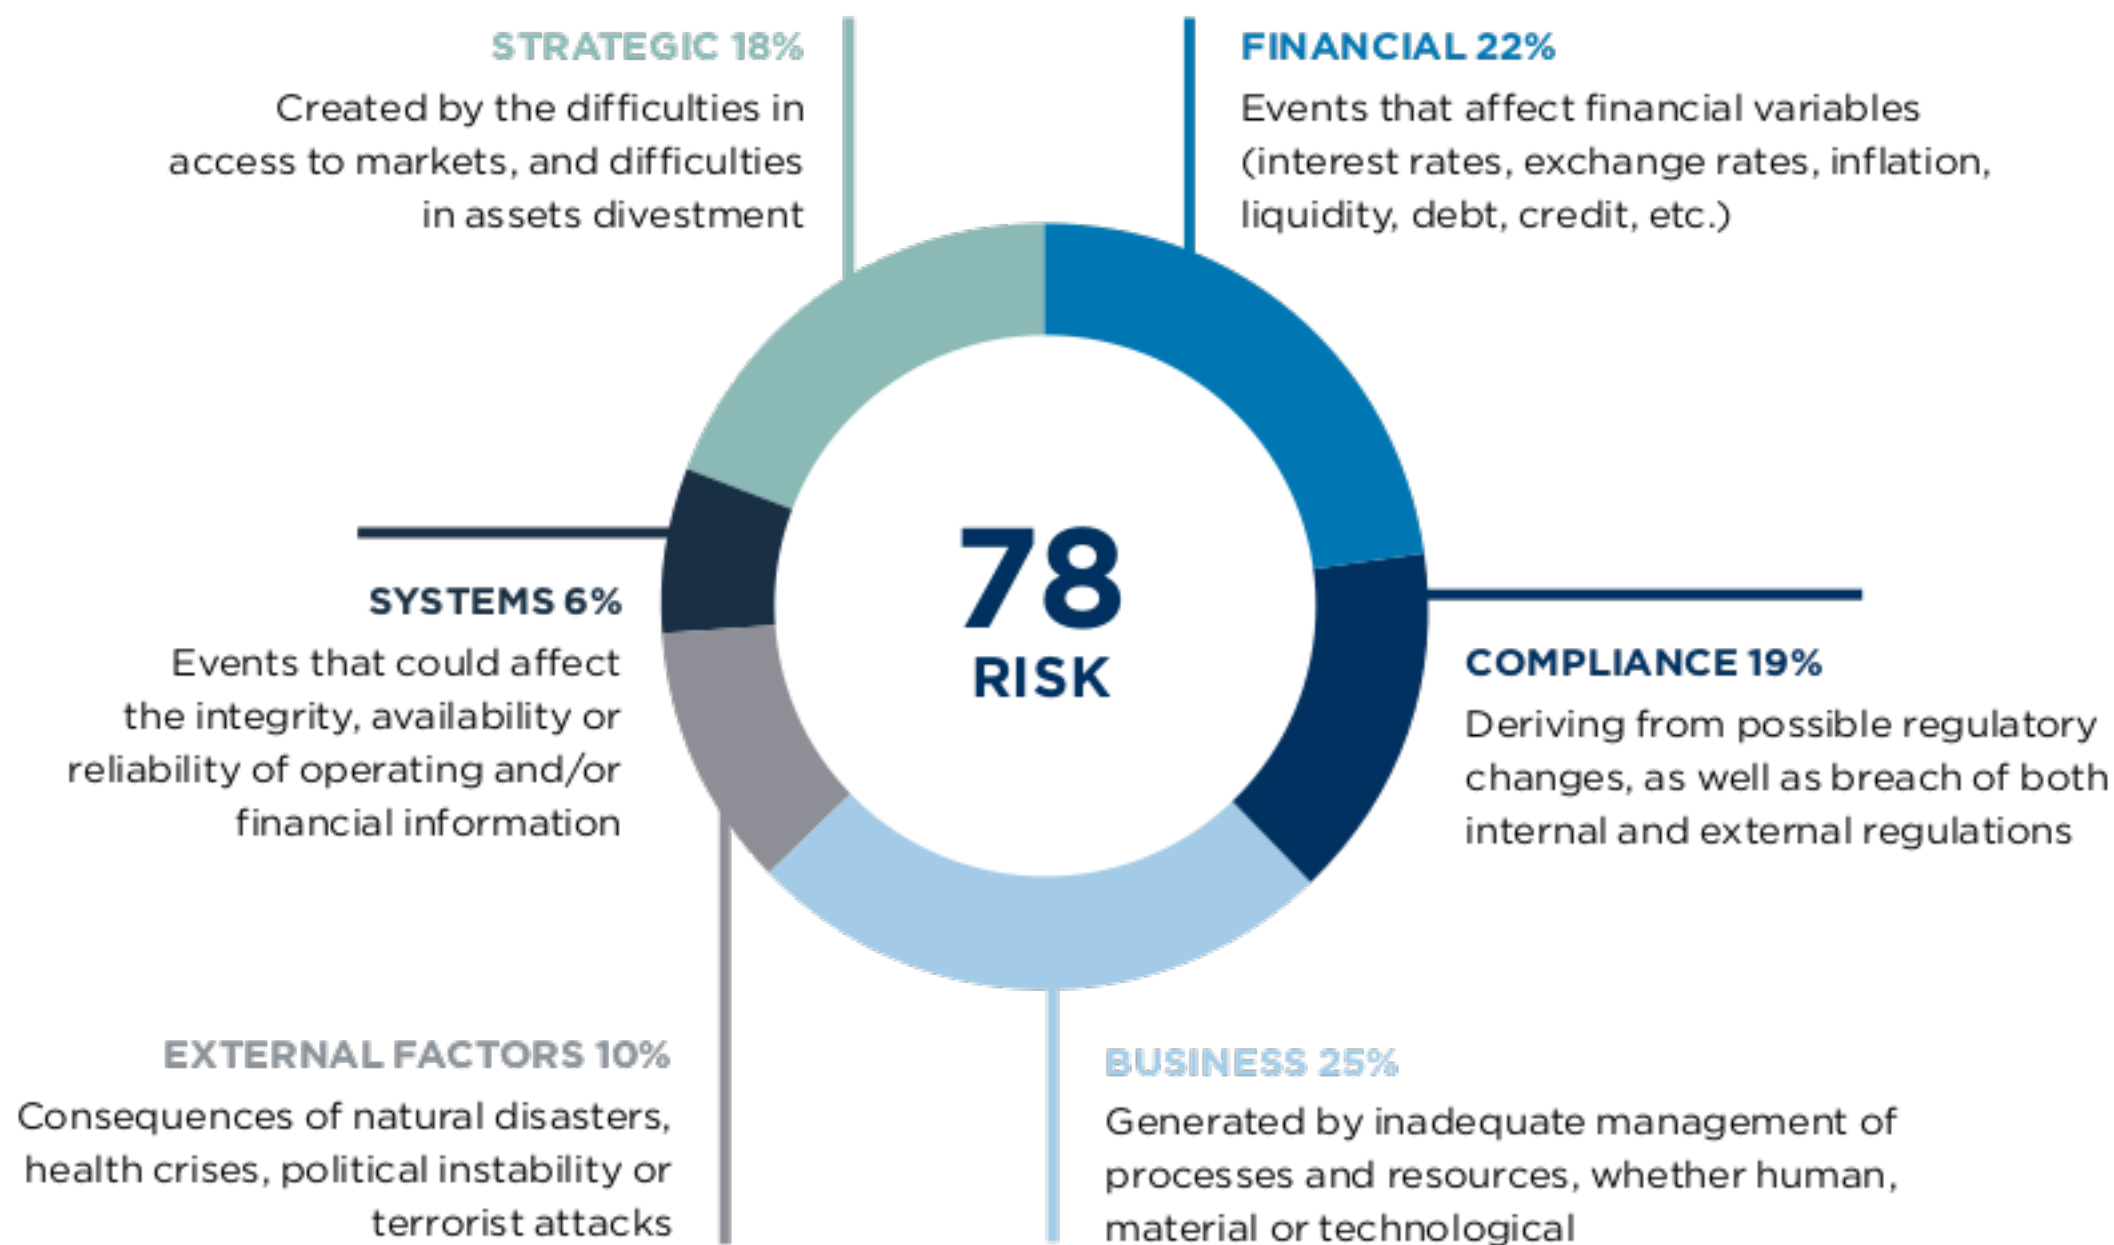 STRATEGIC 18%
Created by the difficulties in
access to markets, and difficulties
in assets divestment
FINANCIAL 22%
Events that affect financial variables
(interest rates, exchange rates, inflation,
liquidity, debt, credit, etc.)
78
RISK
SYSTEMS 6%
Events that could affect
the integrity, availability or
reliability of operating and/or
financial information
COMPLIANCE 19%
Deriving from possible regulatory
changes, as well as breach of both
internal and external regulations
EXTERNAL FACTORS 10%
Consequences of natural disasters,
health crises, political instability or
terrorist attacks
BUSINESS 25%
Generated by inadequate management of
processes and resources, whether human,
material or technological